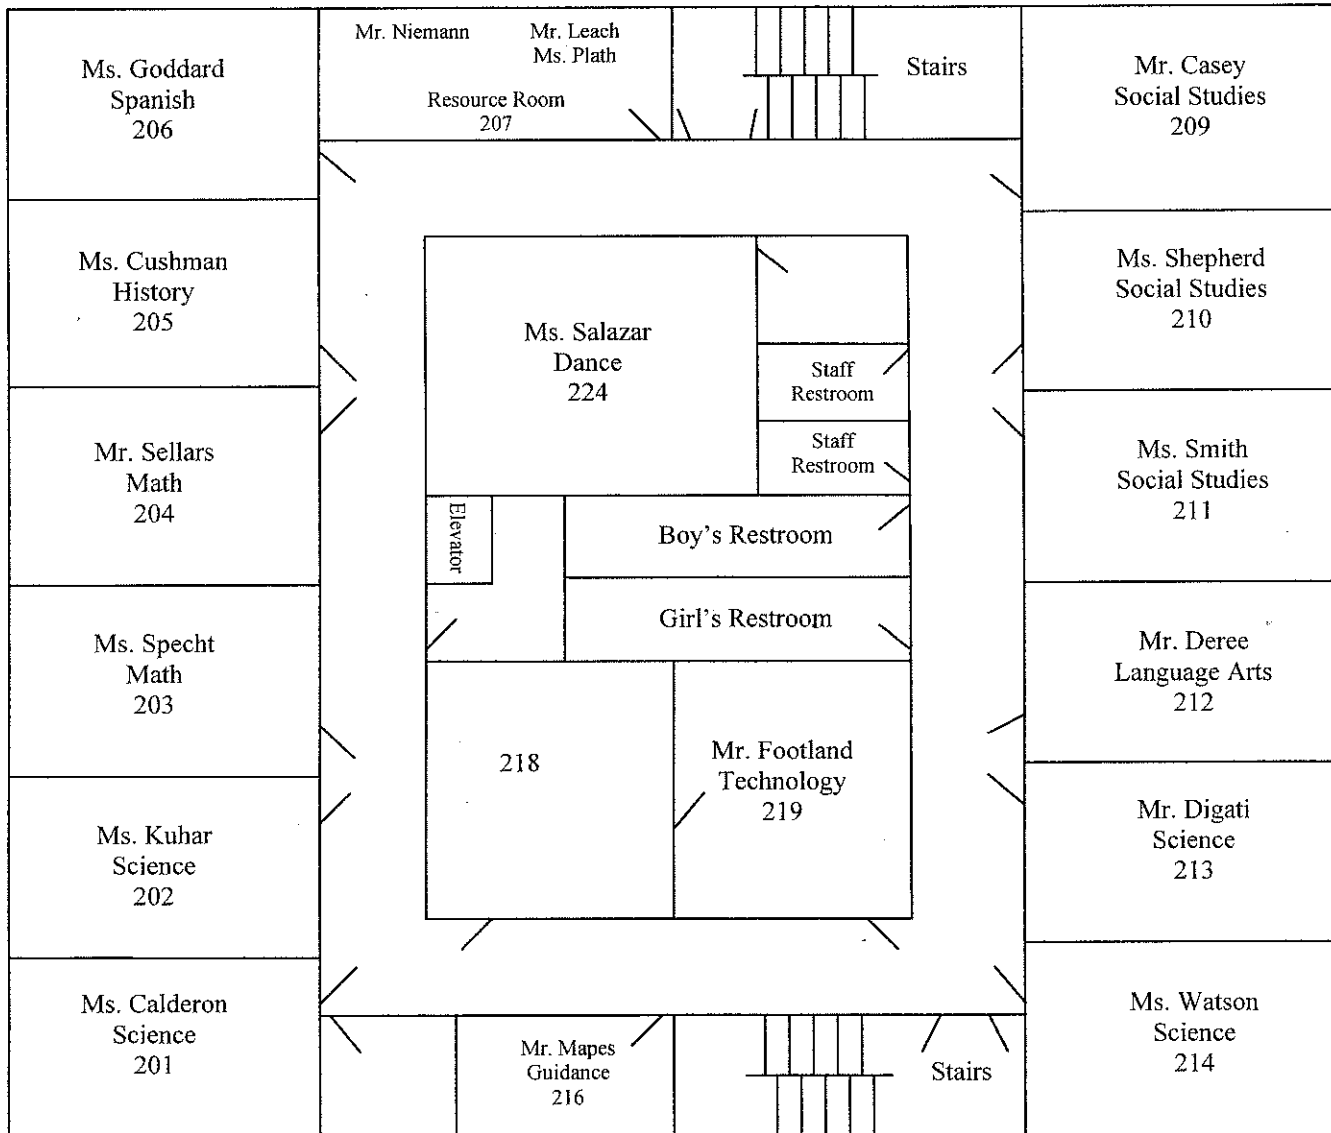 Ms. Goddard
Spanish
206
Mr. Niemann
Mr. Leach
Ms. Plath
Resource Room
207
Stairs
Mr. Casey
Social Studies
209
Ms. Cushman
History
205
Ms. Salazar
Dance
224
Staff
Restroom
Staff
Restroom
Ms. Shepherd
Social Studies
210
Mr. Sellars
Math
204
Elevator
Boy's Restroom
Girl's Restroom
Ms. Smith
Social Studies
211
Ms. Specht
Math
203
218
Mr. Footland
Technology
219
Mr. Deree
Language Arts
212
Ms. Kuhar
Science
202
Mr. Digati
Science
213
Ms. Calderon
Science
201
Mr. Mapes
Guidance
216
Stairs
Ms. Watson
Science
214